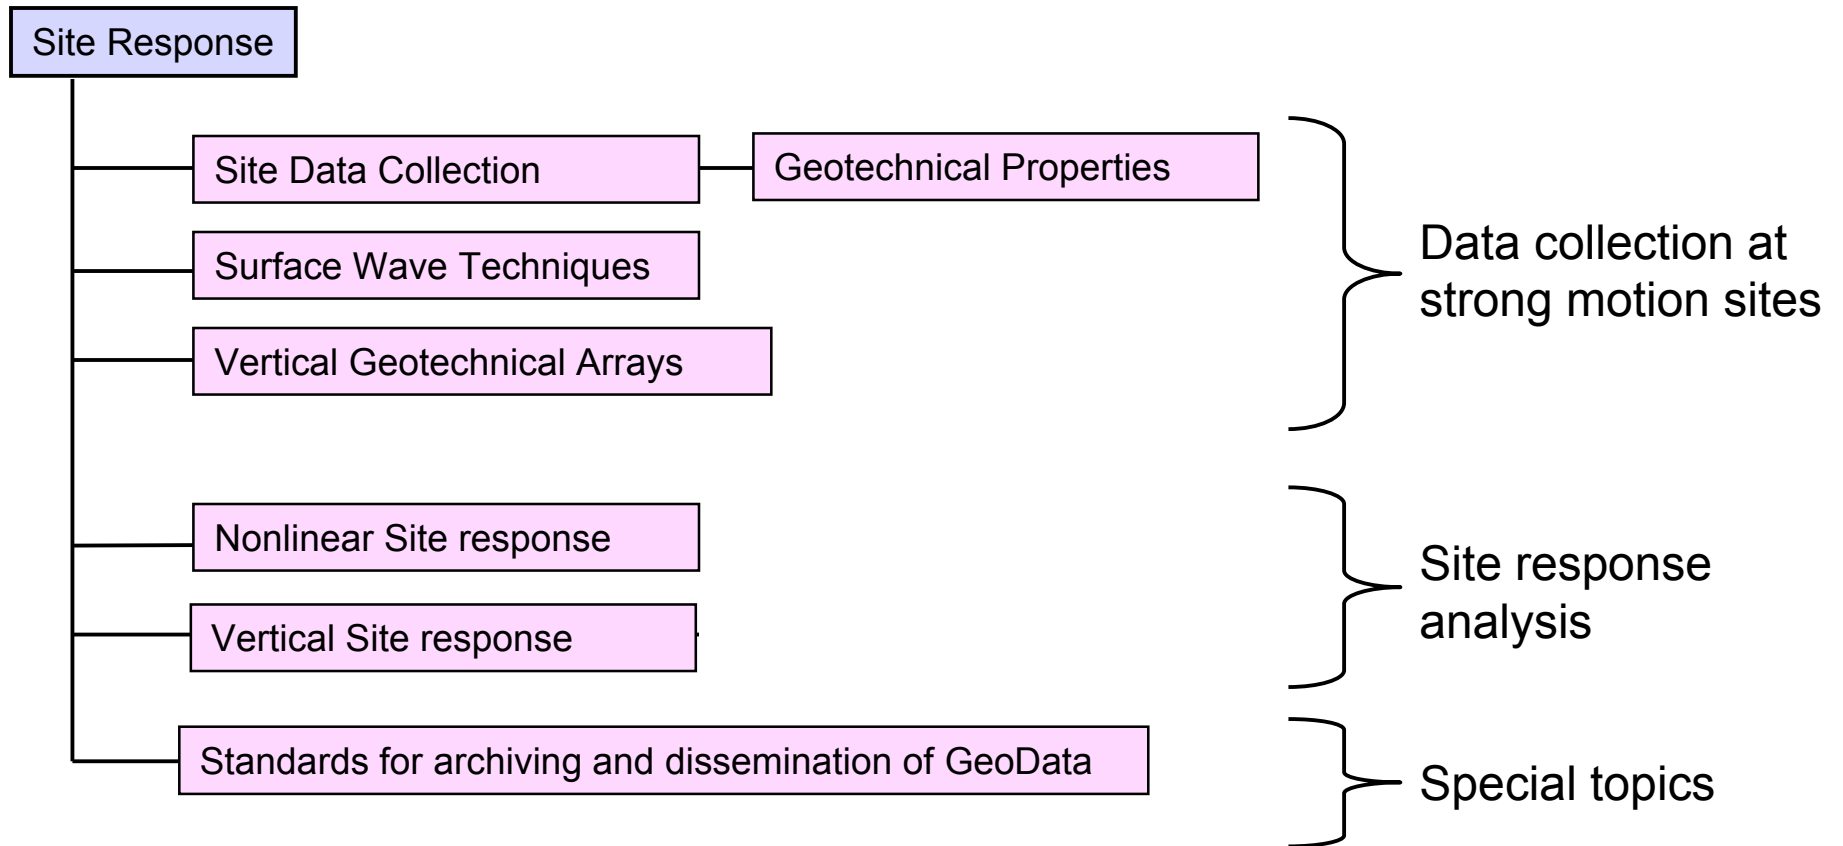 Site Response
Site Data Collection
Geotechnical Properties
Surface Wave Techniques
Vertical Geotechnical Arrays
Data collection at
strong motion sites
Nonlinear Site response
Vertical Site response
Site response
analysis
Standards for archiving and dissemination of GeoData
Special topics